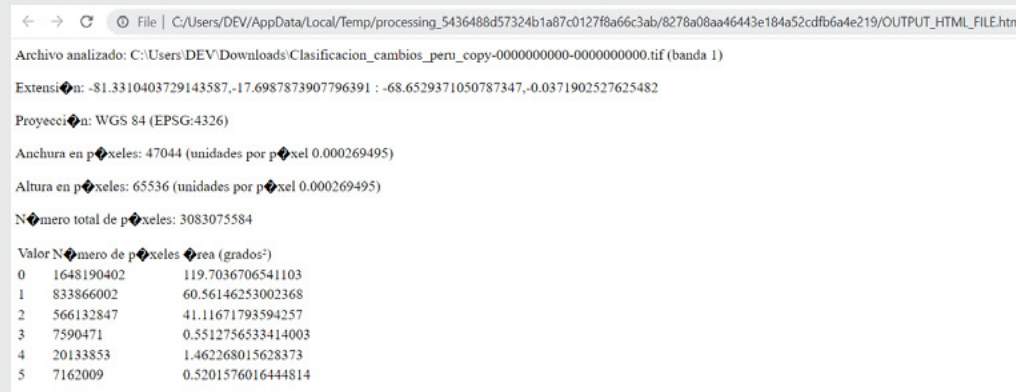 File | C:/Users/DEV/AppData/Local/Temp/processing_5436488d57324b1a87c0127f8a66c3ab/8278a08aa46443e184a52cdfb6a4e219/OUTPUT_HTML_FILE.htm
Archivo analizado: C:\Users\DEV\Downloads\Clasificacion_cambios_peru_copy-0000000000-0000000000.tif (banda 1)
Extensi�n: -81.3310403729143587,-17.6987873907796391 : -68.6529371050787347,-0.0371902527625482
Proyecci�n: WGS 84 (EPSG:4326)
Anchura en p�xeles: 47044 (unidades por p�xel 0.000269495)
Altura en p�xeles: 65536 (unidades por p�xel 0.000269495)
N�mero total de p�xeles: 3083075584
Valor N�mero de p�xeles �rea (grados²)
0 1648190402 119.7036706541103
1 833866002 60.56146253002368
2 566132847 41.11671793594257
3 7590471 0.5512756533414003
4 20133853 1.462268015628373
5 7162009 0.5201576016444814